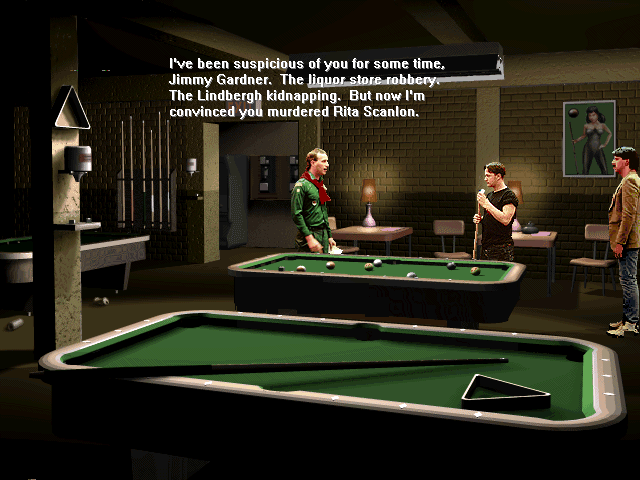 I've been suspicious of you for some time,
Jimmy Gardner.  The liquor store robbery.
The Lindbergh kidnapping.  But now I'm
convinced you murdered Rita Scanlon.